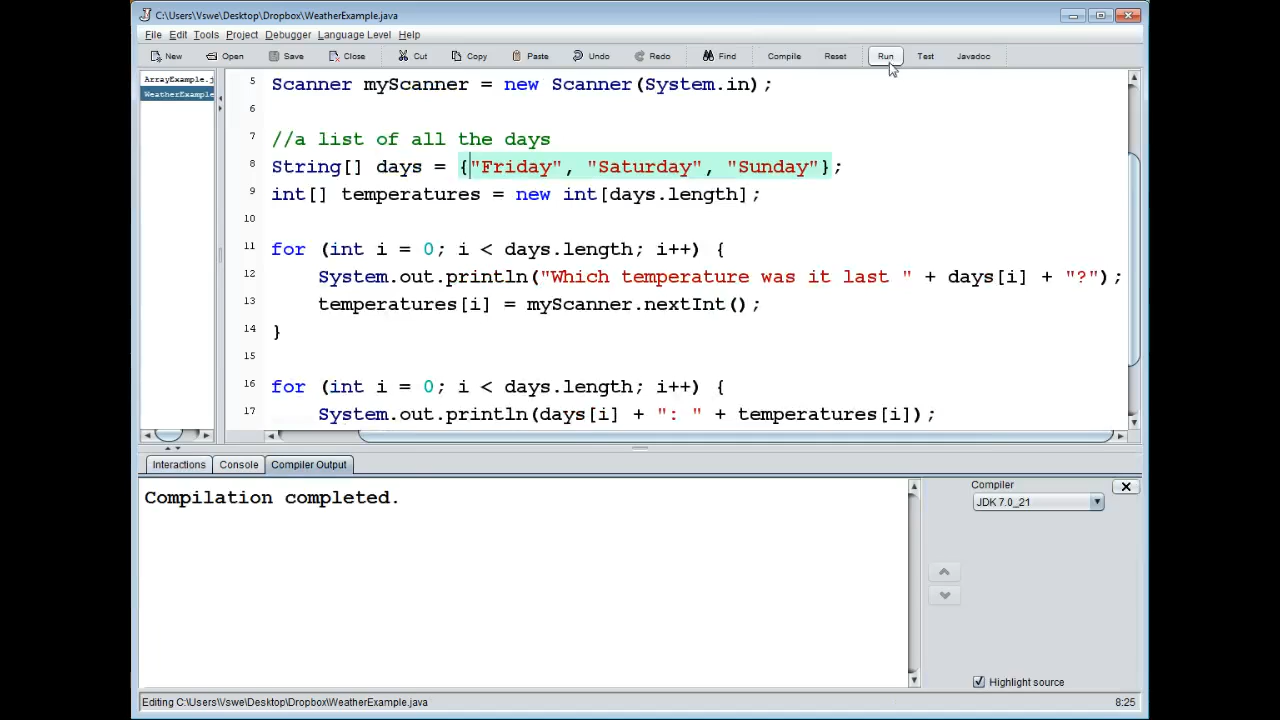 C:\Users\Vswe\Desktop\Dropbox\WeatherExample.java
File Edit Tools Project Debugger Language Level Help
New Open Save Close Cut Copy Paste Undo Redo Find Compile Reset Run Test Javadoc
ArrayExample.j
WeatherExample
5 Scanner myScanner = new Scanner(System.in);
6
7 //a list of all the days
8 String[] days = {"Friday", "Saturday", "Sunday"};
9 int[] temperatures = new int[days.length];
10
11 for (int i = 0; i < days.length; i++) {
12 System.out.println("Which temperature was it last " + days[i] + "?");
13 temperatures[i] = myScanner.nextInt();
14 }
15
16 for (int i = 0; i < days.length; i++) {
17 System.out.println(days[i] + ": " + temperatures[i]);
Interactions Console Compiler Output
Compilation completed.
Compiler
JDK 7.0_21
Highlight source
Editing C:\Users\Vswe\Desktop\Dropbox\WeatherExample.java 8:25